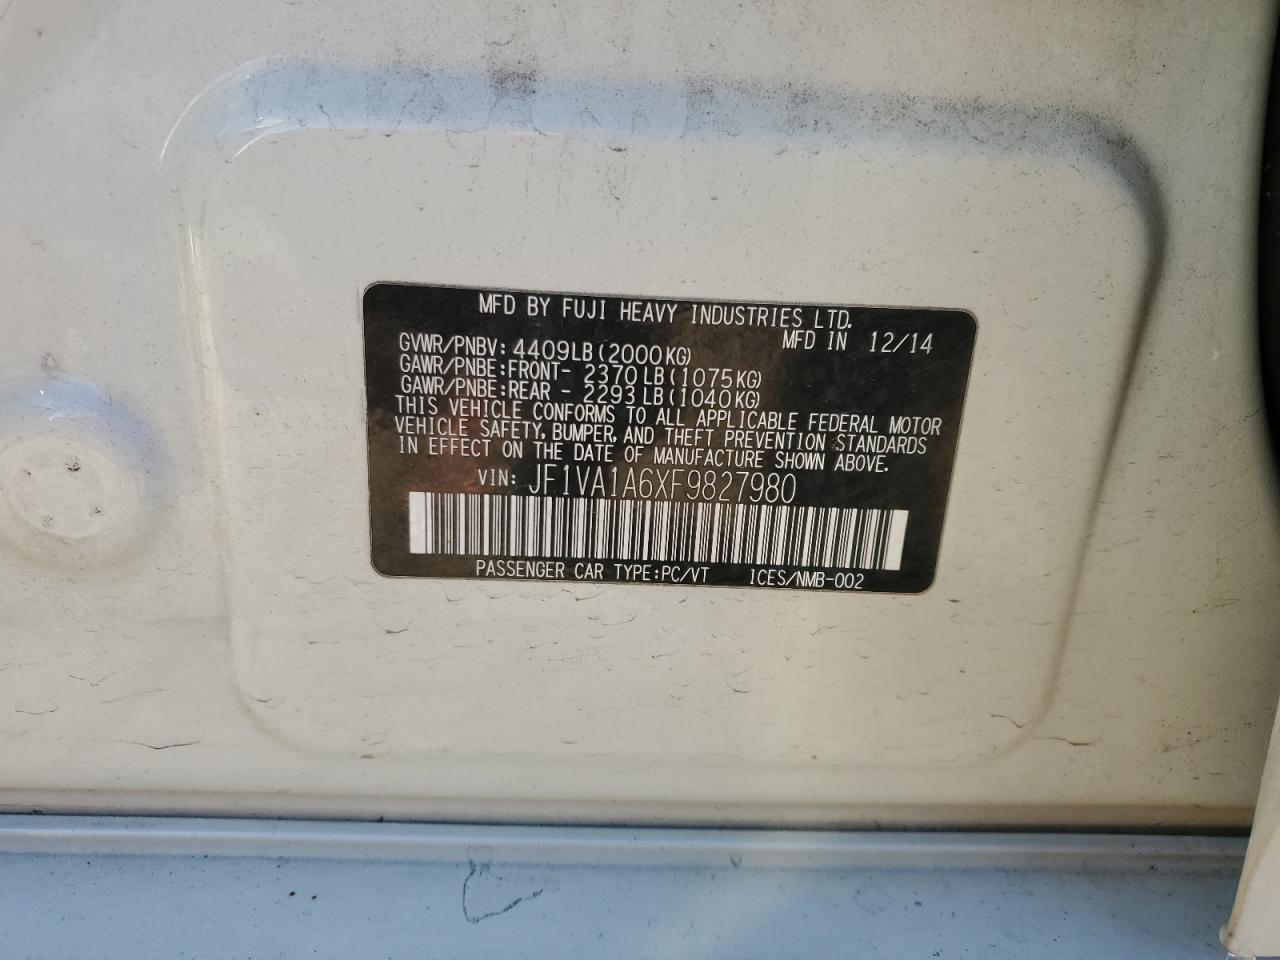 MFD BY FUJI HEAVY INDUSTRIES LTD.
MFD IN 12/14
GVWR/PNBV: 4409LB(2000KG)
GAWR/PNBE:FRONT- 2370LB(1075KG)
GAWR/PNBE:REAR - 2293LB(1040KG)
THIS VEHICLE CONFORMS TO ALL APPLICABLE FEDERAL MOTOR
VEHICLE SAFETY, BUMPER, AND THEFT PREVENTION STANDARDS
IN EFFECT ON THE DATE OF MANUFACTURE SHOWN ABOVE.
VIN: JF1VA1A6XF9827980
PASSENGER CAR TYPE:PC/VT ICES/NMB-002